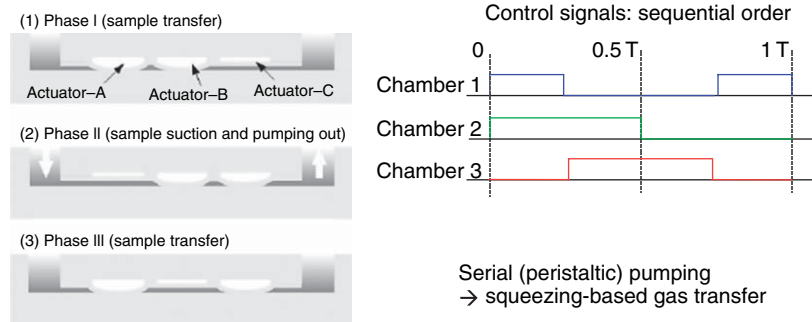 (1) Phase I (sample transfer)
Actuator–A
Actuator–B
Actuator–C
(2) Phase II (sample suction and pumping out)
(3) Phase III (sample transfer)
Control signals: sequential order
0
0.5 T
1 T
Chamber 1
Chamber 2
Chamber 3
Serial (peristaltic) pumping
→ squeezing-based gas transfer